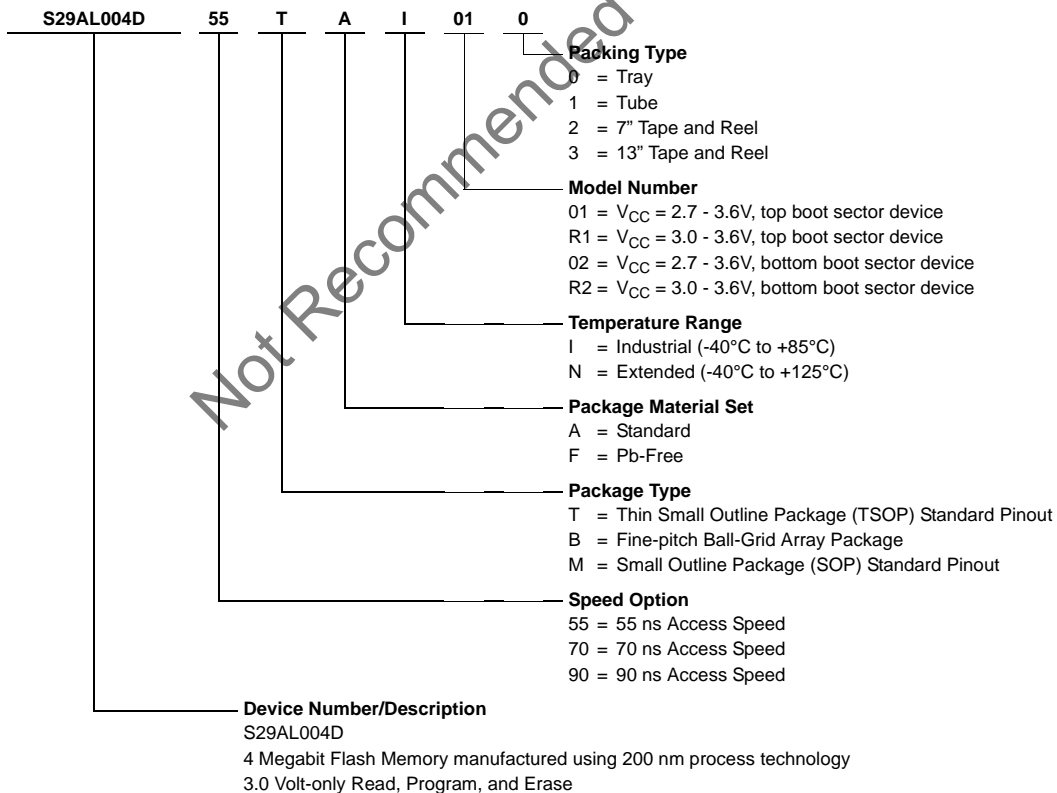 S29AL004D 55 T A I 01 0
Packing Type
0 = Tray
1 = Tube
2 = 7” Tape and Reel
3 = 13” Tape and Reel
Model Number
01 = VCC = 2.7 - 3.6V, top boot sector device
R1 = VCC = 3.0 - 3.6V, top boot sector device
02 = VCC = 2.7 - 3.6V, bottom boot sector device
R2 = VCC = 3.0 - 3.6V, bottom boot sector device
Temperature Range
I = Industrial (-40°C to +85°C)
N = Extended (-40°C to +125°C)
Package Material Set
A = Standard
F = Pb-Free
Package Type
T = Thin Small Outline Package (TSOP) Standard Pinout
B = Fine-pitch Ball-Grid Array Package
M = Small Outline Package (SOP) Standard Pinout
Speed Option
55 = 55 ns Access Speed
70 = 70 ns Access Speed
90 = 90 ns Access Speed
Device Number/Description
S29AL004D
4 Megabit Flash Memory manufactured using 200 nm process technology
3.0 Volt-only Read, Program, and Erase
Not Recommended